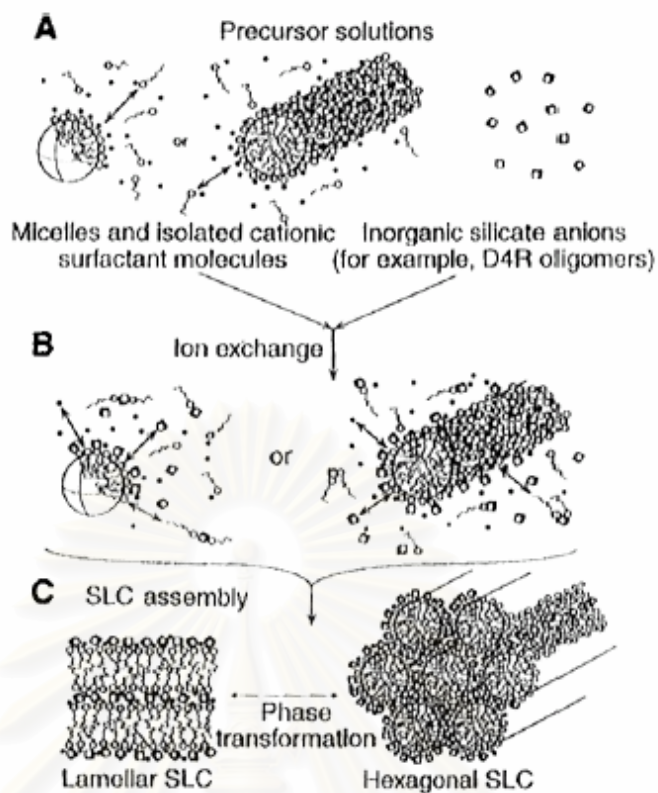 A
Precursor solutions
or
Micelles and isolated cationic
surfactant molecules
Inorganic silicate anions
(for example, D4R oligomers)
B
Ion exchange
or
C
SLC assembly
Phase
transformation
Lamellar SLC
Hexagonal SLC